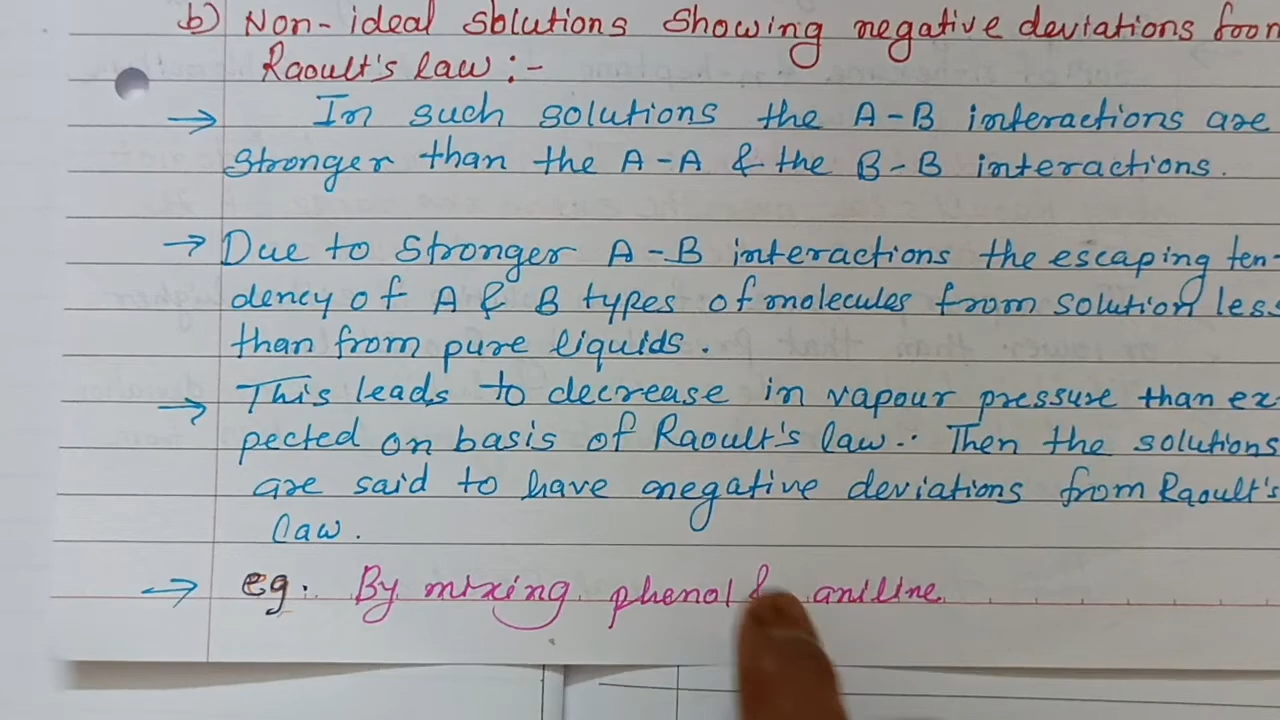 b) Non-ideal solutions showing negative deviations from
Raoult's law :-
→ In such solutions the A-B interactions are
stronger than the A-A & the B-B interactions.
→ Due to stronger A-B interactions the escaping ten-
dency of A & B types of molecules from solution less
than from pure liquids.
→ This leads to decrease in vapour pressure than ex-
pected on basis of Raoult's law.. Then the solutions
are said to have negative deviations from Raoult's
law.
→ eg. By mixing phenol & aniline